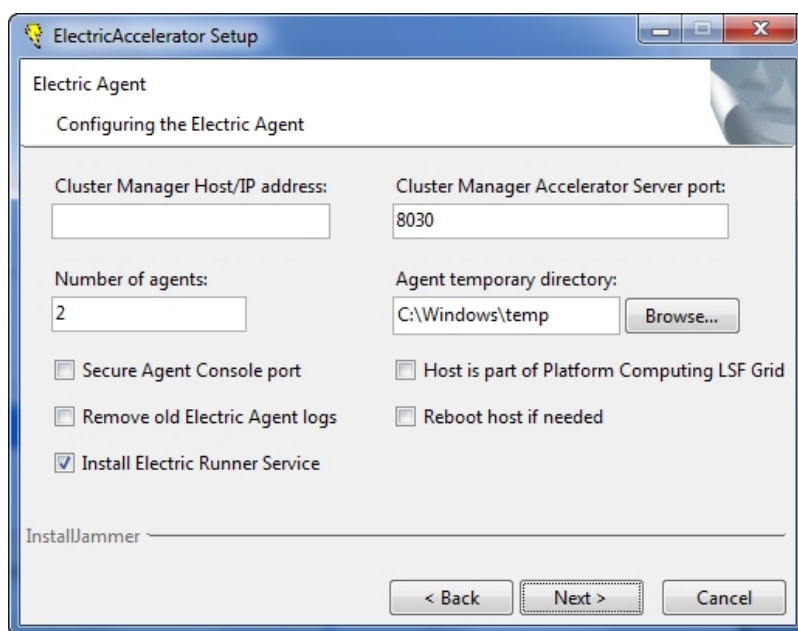 ElectricAccelerator Setup
Electric Agent
Configuring the Electric Agent
Cluster Manager Host/IP address:
Cluster Manager Accelerator Server port:
8030
Number of agents:
Agent temporary directory:
2
C:\Windows\temp
Browse...
Secure Agent Console port
Host is part of Platform Computing LSF Grid
Remove old Electric Agent logs
Reboot host if needed
Install Electric Runner Service
InstallJammer
< Back
Next >
Cancel